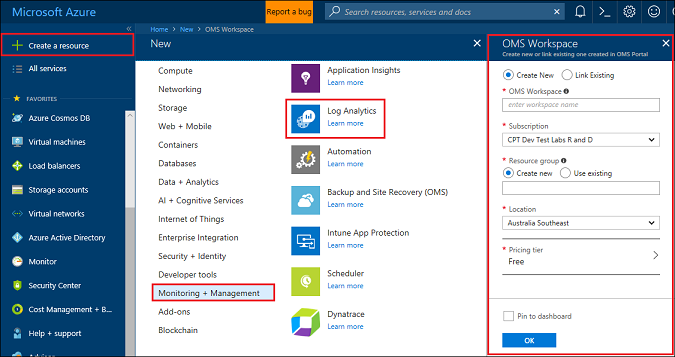 Microsoft Azure
Report a bug
Search resources, services and docs
Create a resource
All services
FAVORITES
Azure Cosmos DB
Virtual machines
Load balancers
Storage accounts
Virtual networks
Azure Active Directory
Monitor
Security Center
Cost Management + B...
Help + support
Advisor
Home > New > OMS Workspace
New
Compute
Networking
Storage
Web + Mobile
Containers
Databases
Data + Analytics
AI + Cognitive Services
Internet of Things
Enterprise Integration
Security + Identity
Developer tools
Monitoring + Management
Add-ons
Blockchain
Application Insights
Learn more
Log Analytics
Learn more
Automation
Learn more
Backup and Site Recovery (OMS)
Learn more
Intune App Protection
Learn more
Scheduler
Learn more
Dynatrace
Learn more
OMS Workspace
Create new or link existing one created in OMS Portal
Create New Link Existing
* OMS Workspace
enter workspace name
* Subscription
CPT Dev Test Labs R and D
* Resource group
Create new Use existing
* Location
Australia Southeast
* Pricing tier
Free
Pin to dashboard
OK